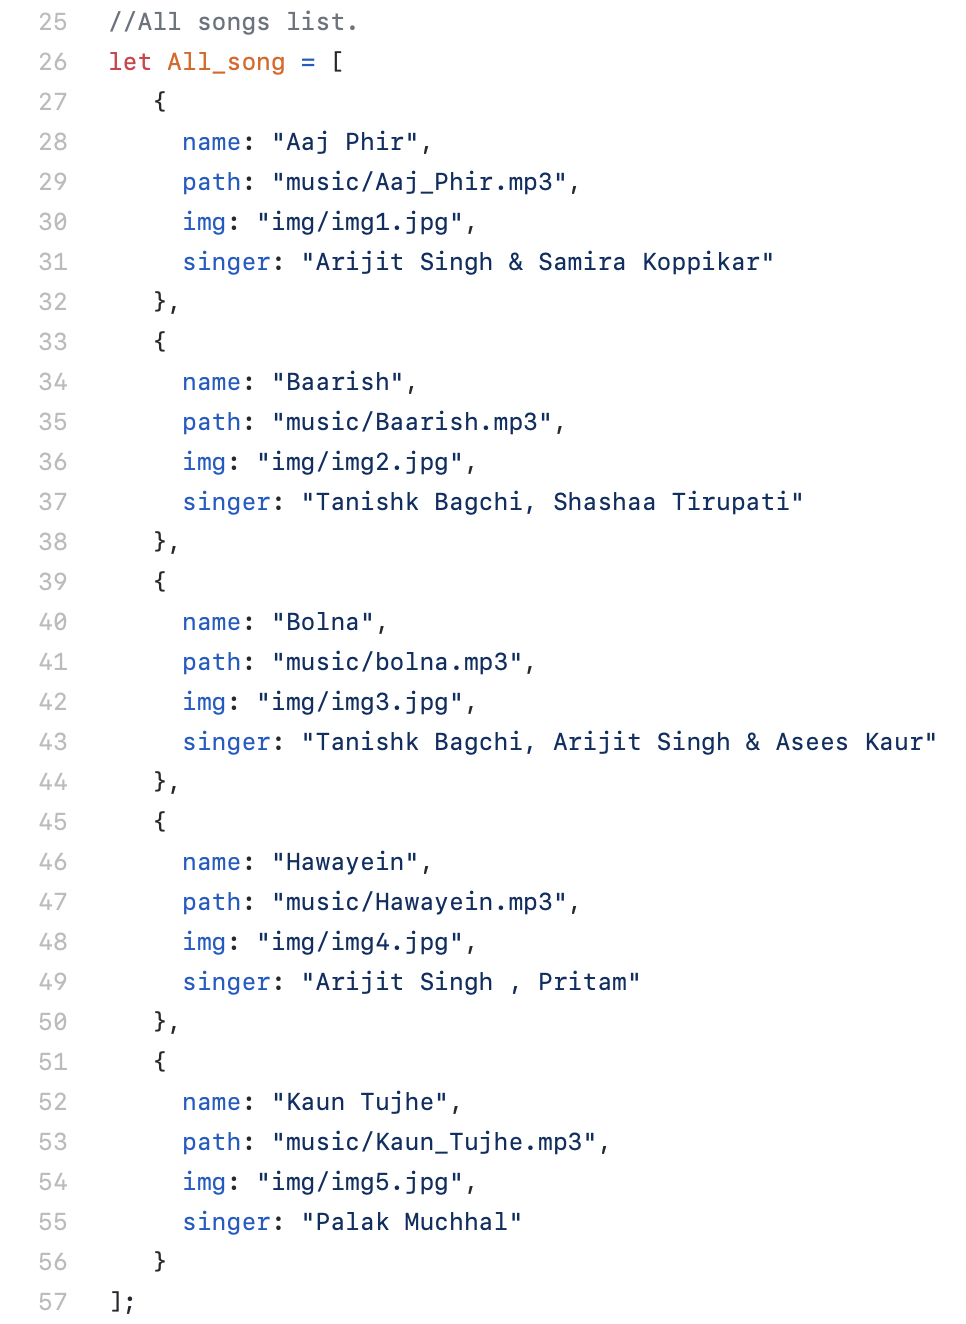 25 //All songs list.
26 let All_song = [
27 {
28 name: "Aaj Phir",
29 path: "music/Aaj_Phir.mp3",
30 img: "img/img1.jpg",
31 singer: "Arijit Singh & Samira Koppikar"
32 },
33 {
34 name: "Baarish",
35 path: "music/Baarish.mp3",
36 img: "img/img2.jpg",
37 singer: "Tanishk Bagchi, Shashaa Tirupati"
38 },
39 {
40 name: "Bolna",
41 path: "music/bolna.mp3",
42 img: "img/img3.jpg",
43 singer: "Tanishk Bagchi, Arijit Singh & Asees Kaur"
44 },
45 {
46 name: "Hawayein",
47 path: "music/Hawayein.mp3",
48 img: "img/img4.jpg",
49 singer: "Arijit Singh , Pritam"
50 },
51 {
52 name: "Kaun Tujhe",
53 path: "music/Kaun_Tujhe.mp3",
54 img: "img/img5.jpg",
55 singer: "Palak Muchhal"
56 }
57 ];